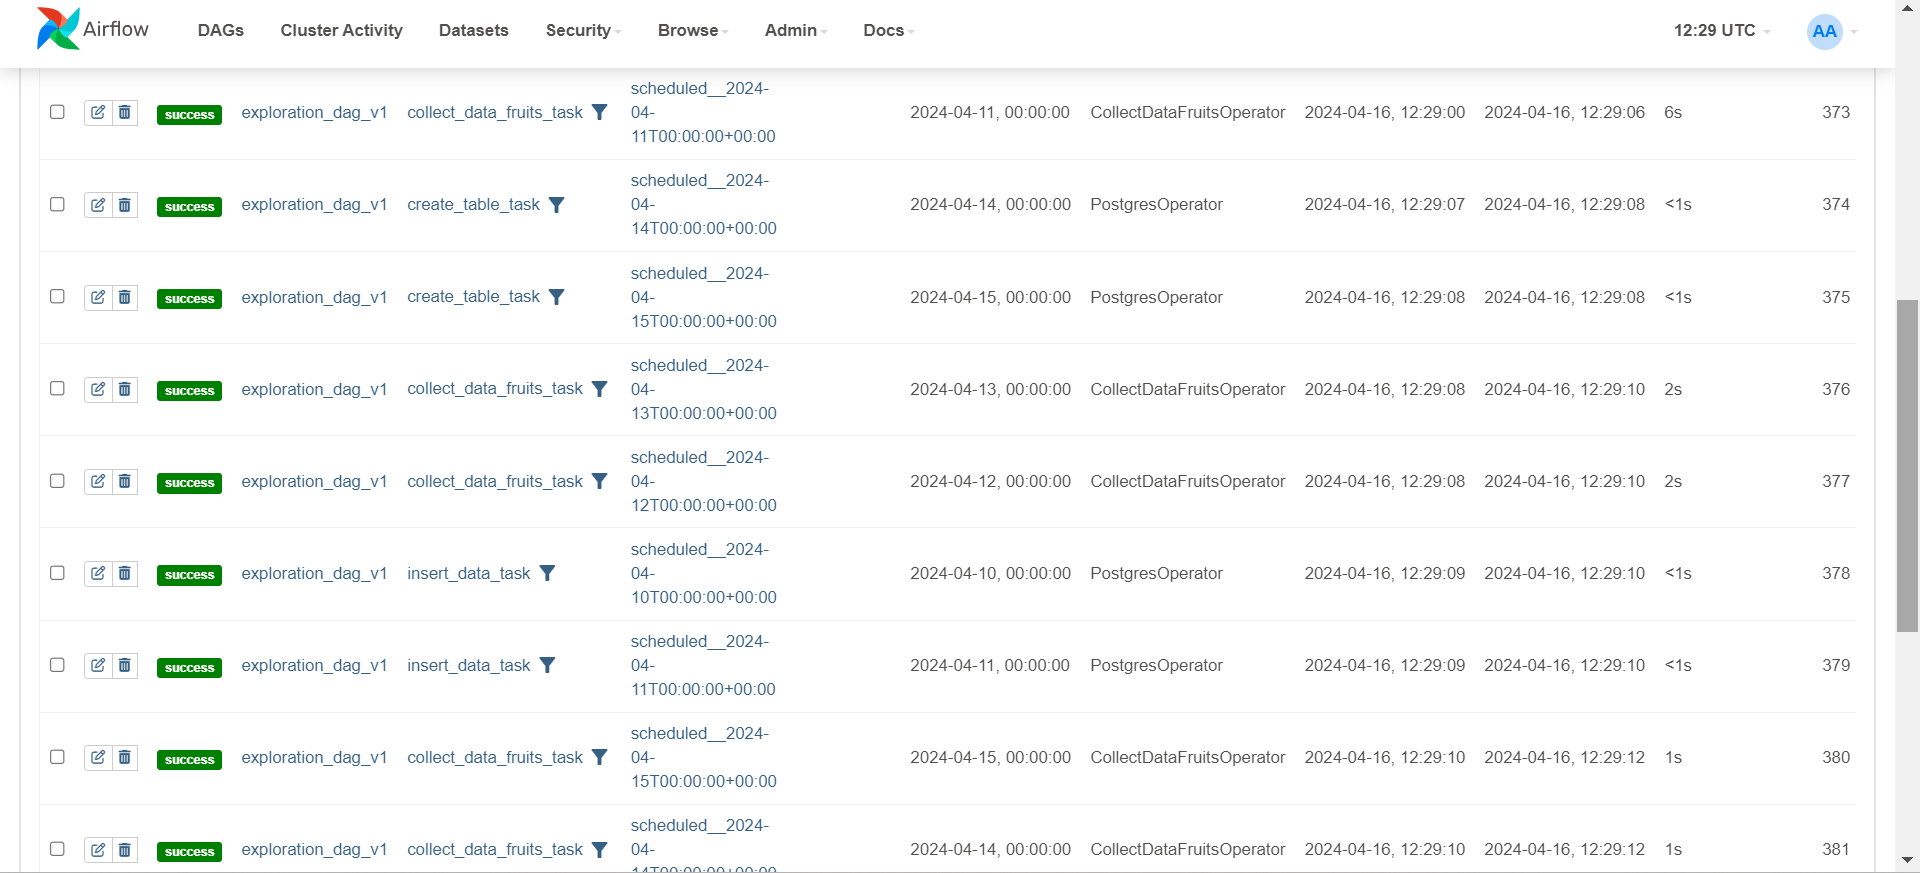 Airflow DAGs Cluster Activity Datasets Security Browse Admin Docs 12:29 UTC AA
scheduled__2024-
success exploration_dag_v1 collect_data_fruits_task 04- 2024-04-11, 00:00:00 CollectDataFruitsOperator 2024-04-16, 12:29:00 2024-04-16, 12:29:06 6s 373
11T00:00:00+00:00
scheduled__2024-
success exploration_dag_v1 create_table_task 04- 2024-04-14, 00:00:00 PostgresOperator 2024-04-16, 12:29:07 2024-04-16, 12:29:08 <1s 374
14T00:00:00+00:00
scheduled__2024-
success exploration_dag_v1 create_table_task 04- 2024-04-15, 00:00:00 PostgresOperator 2024-04-16, 12:29:08 2024-04-16, 12:29:08 <1s 375
15T00:00:00+00:00
scheduled__2024-
success exploration_dag_v1 collect_data_fruits_task 04- 2024-04-13, 00:00:00 CollectDataFruitsOperator 2024-04-16, 12:29:08 2024-04-16, 12:29:10 2s 376
13T00:00:00+00:00
scheduled__2024-
success exploration_dag_v1 collect_data_fruits_task 04- 2024-04-12, 00:00:00 CollectDataFruitsOperator 2024-04-16, 12:29:08 2024-04-16, 12:29:10 2s 377
12T00:00:00+00:00
scheduled__2024-
success exploration_dag_v1 insert_data_task 04- 2024-04-10, 00:00:00 PostgresOperator 2024-04-16, 12:29:09 2024-04-16, 12:29:10 <1s 378
10T00:00:00+00:00
scheduled__2024-
success exploration_dag_v1 insert_data_task 04- 2024-04-11, 00:00:00 PostgresOperator 2024-04-16, 12:29:09 2024-04-16, 12:29:10 <1s 379
11T00:00:00+00:00
scheduled__2024-
success exploration_dag_v1 collect_data_fruits_task 04- 2024-04-15, 00:00:00 CollectDataFruitsOperator 2024-04-16, 12:29:10 2024-04-16, 12:29:12 1s 380
15T00:00:00+00:00
scheduled__2024-
success exploration_dag_v1 collect_data_fruits_task 04- 2024-04-14, 00:00:00 CollectDataFruitsOperator 2024-04-16, 12:29:10 2024-04-16, 12:29:12 1s 381
14T00:00:00+00:00